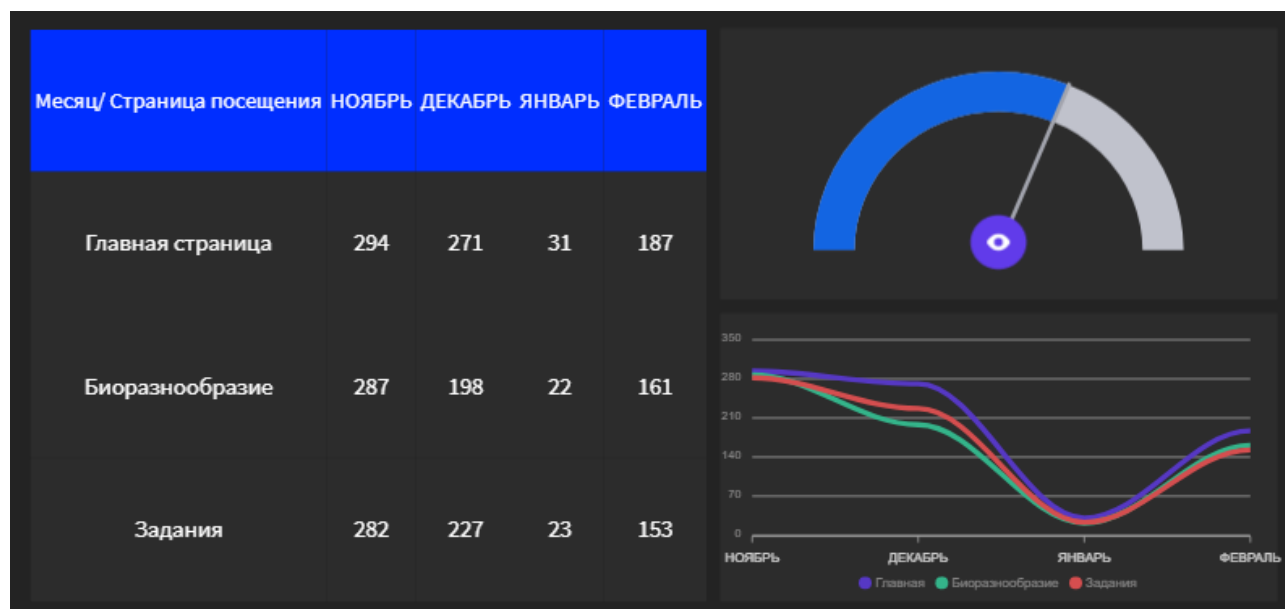 Месяц/ Страница посещения НОЯБРЬ ДЕКАБРЬ ЯНВАРЬ ФЕВРАЛЬ
Главная страница 294 271 31 187
Биоразнообразие 287 198 22 161
Задания 282 227 23 153
350
280
210
140
70
0
НОЯБРЬ ДЕКАБРЬ ЯНВАРЬ ФЕВРАЛЬ
Главная Биоразнообразие Задания